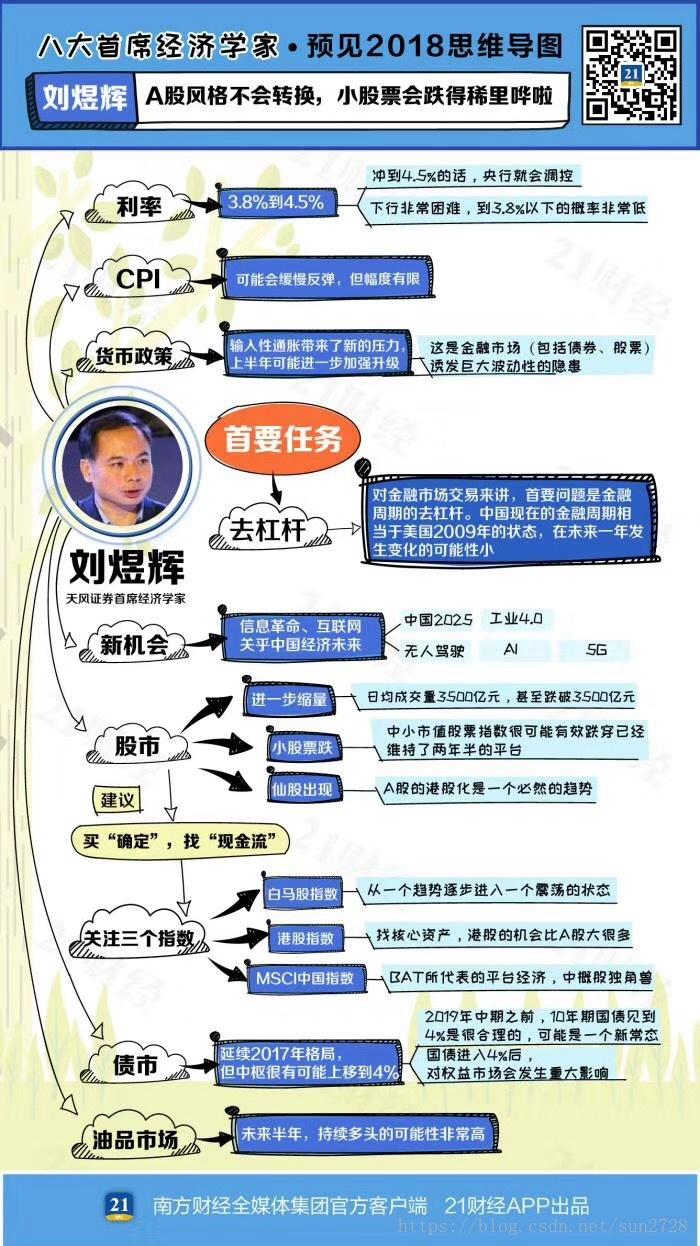 八大首席经济学家·预见2018思维导图
21
刘煜辉
A股风格不会转换，小股票会跌得稀里哗啦
利率
3.8%到4.5%
冲到4.5%的话，央行就会调控
下行非常困难，到3.8%以下的概率非常低
CPI
可能会缓慢反弹，但幅度有限
货币政策
输入性通胀带来了新的压力，
上半年可能进一步加强升级
这是金融市场（包括债券、股票）
诱发巨大波动性的隐患
首要任务
去杠杆
对金融市场交易来讲，首要问题是金融
周期的去杠杆。中国现在的金融周期相
当于美国2009年的状态，在未来一年发
生变化的可能性小
刘煜辉
天风证券首席经济学家
新机会
信息革命、互联网
关乎中国经济未来
中国2025
工业4.0
无人驾驶
AI
5G
股市
进一步缩量
日均成交量3500亿元，甚至跌破3500亿元
小股票跌
中小市值股票指数很可能有效跌穿已经
维持了两年半的平台
仙股出现
A股的港股化是一个必然的趋势
建议
买“确定”，找“现金流”
关注三个指数
白马股指数
从一个趋势逐步进入一个震荡的状态
港股指数
找核心资产，港股的机会比A股大很多
MSCI中国指数
BAT所代表的平台经济，中概股独角兽
债市
延续2017年格局，
但中枢很有可能上移到4%
2019年中期之前，10年期国债见到
4%是很合理的，可能是一个新常态
国债进入4%后，
对权益市场会发生重大影响
油品市场
未来半年，持续多头的可能性非常高
21
南方财经全媒体集团官方客户端 21财经APP出品
https://blog.csdn.net/sun2728
21财经
21财经
21财经
21财经